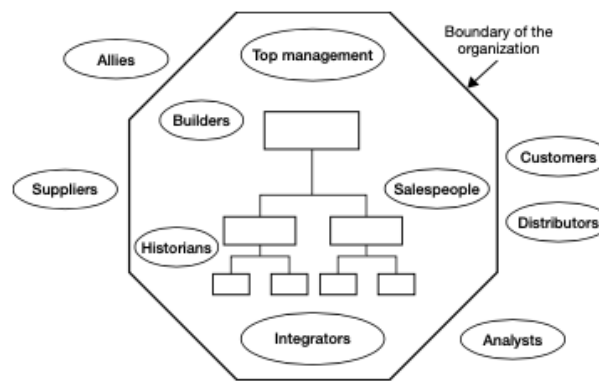 Boundary of the
organization
Allies
Top management
Builders
Customers
Suppliers
Salespeople
Distributors
Historians
Integrators
Analysts